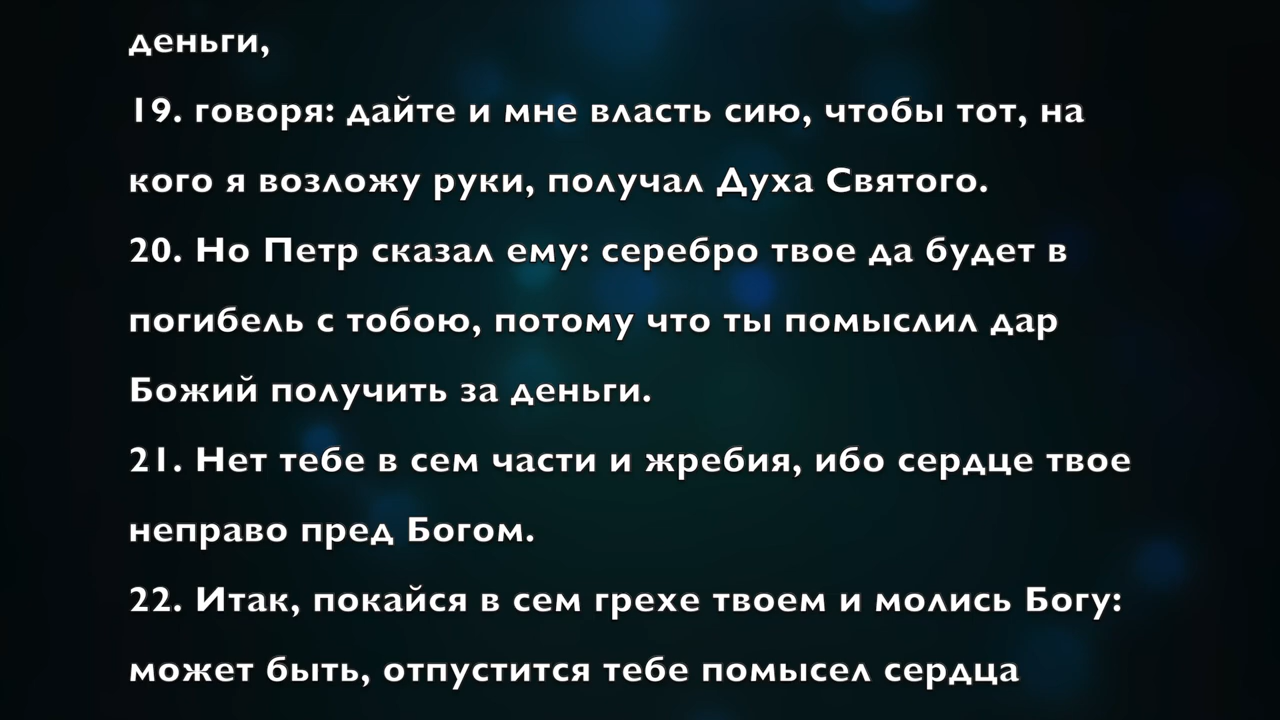 деньги,
19. говоря: дайте и мне власть сию, чтобы тот, на
кого я возложу руки, получал Духа Святого.
20. Но Петр сказал ему: серебро твое да будет в
погибель с тобою, потому что ты помыслил дар
Божий получить за деньги.
21. Нет тебе в сем части и жребия, ибо сердце твое
неправо пред Богом.
22. Итак, покайся в сем грехе твоем и молись Богу:
может быть, отпустится тебе помысел сердца